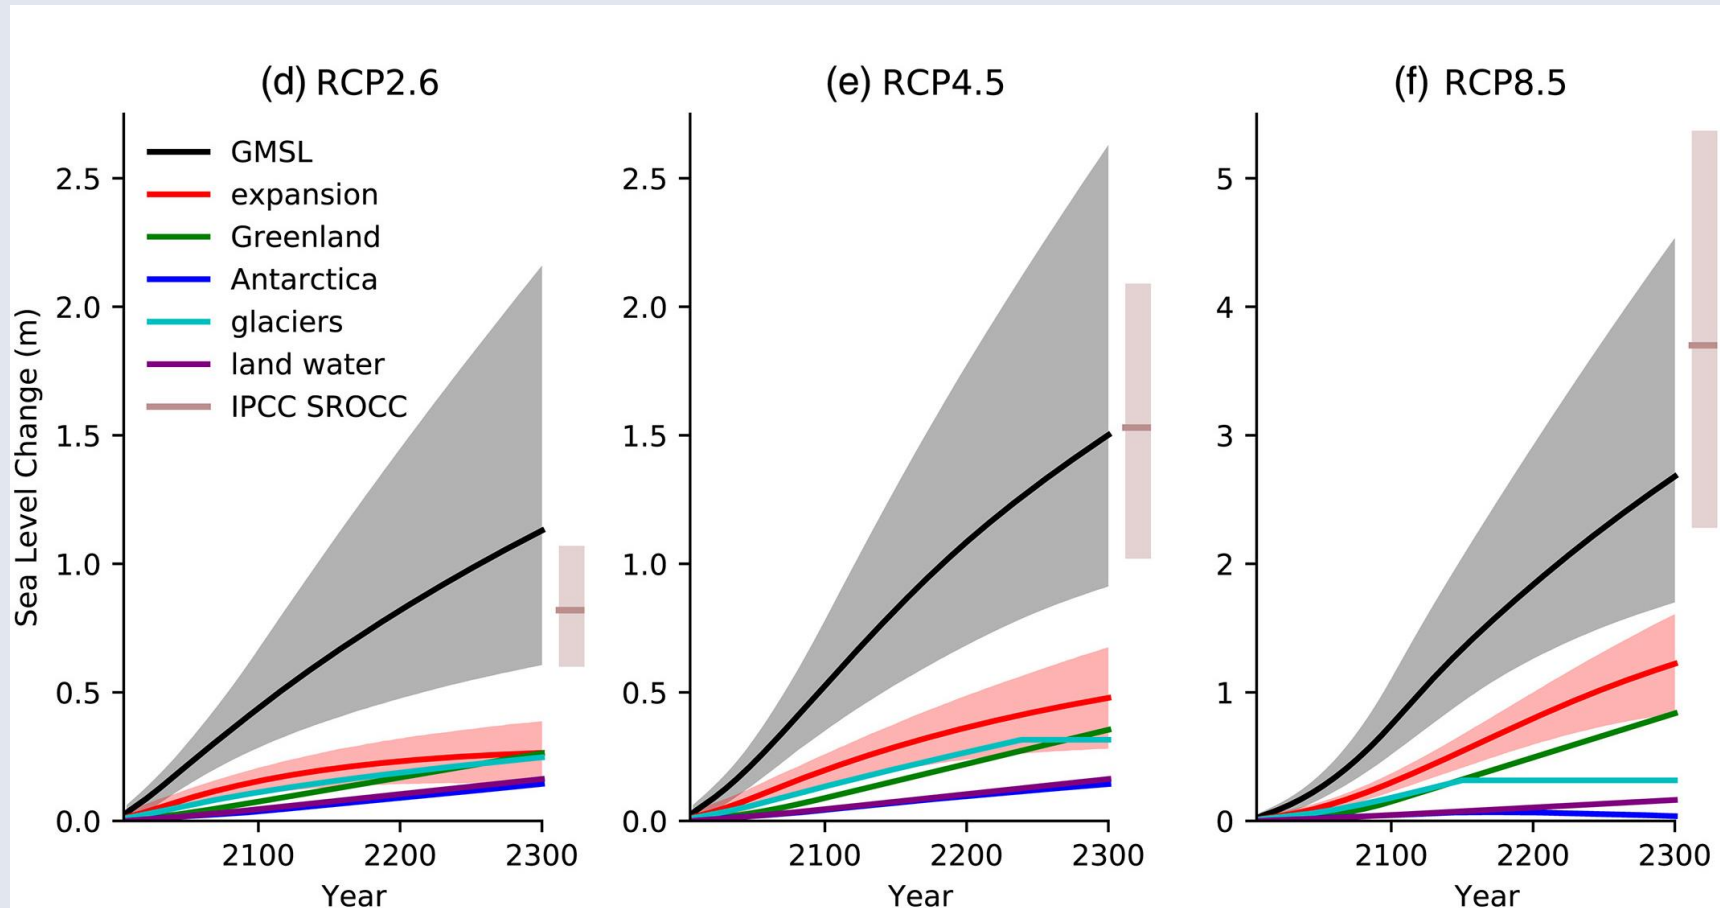 (d) RCP2.6
(e) RCP4.5
(f) RCP8.5
Sea Level Change (m)
2.5
2.0
1.5
1.0
0.5
0.0
GMSL
expansion
Greenland
Antarctica
glaciers
land water
IPCC SROCC
2100 2200 2300
Year
2.5
2.0
1.5
1.0
0.5
0.0
2100 2200 2300
Year
5
4
3
2
1
0
2100 2200 2300
Year